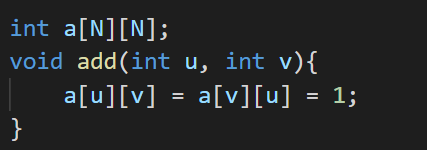 int a[N][N];
void add(int u, int v){
    a[u][v] = a[v][u] = 1;
}